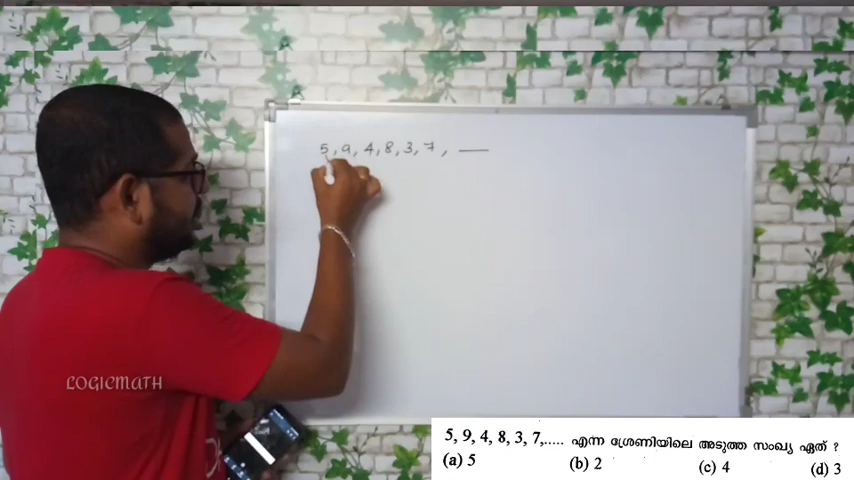 5, 9, 4, 8, 3, 7, —
LOGICMATH
5, 9, 4, 8, 3, 7,..... എന്ന ശ്രേണിയിലെ അടുത്ത സംഖ്യ ഏത് ?
(a) 5 (b) 2 (c) 4 (d) 3